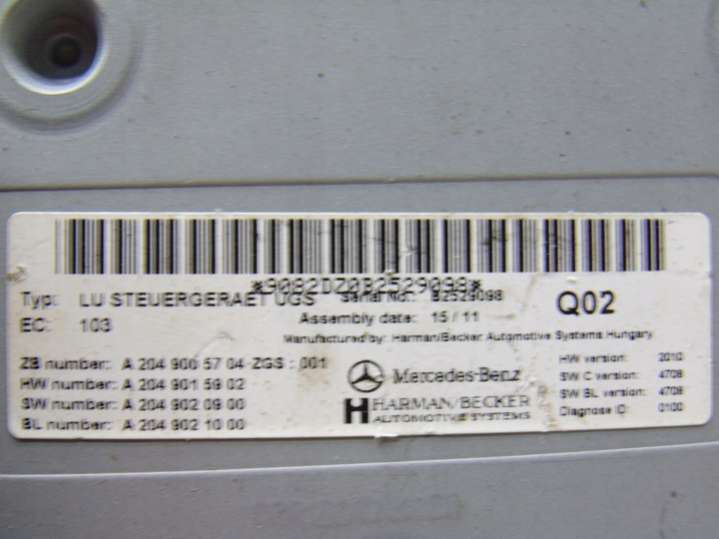 *9082DZ0B2529098*
Typ: LU STEUERGERAET UGS Serial No.: B2529098 Q02
EC: 103 Assembly date: 15 / 11
Manufactured by: Harman/Becker Automotive Systems Hungary
ZB number: A 204 900 57 04 ZGS : 001 HW version: 2010
HW number: A 204 901 59 02 Mercedes-Benz SW C version: 4708
SW number: A 204 902 09 00 HARMAN/BECKER SW BL version: 4708
BL number: A 204 902 10 00 AUTOMOTIVE SYSTEMS Diagnose ID: 0100